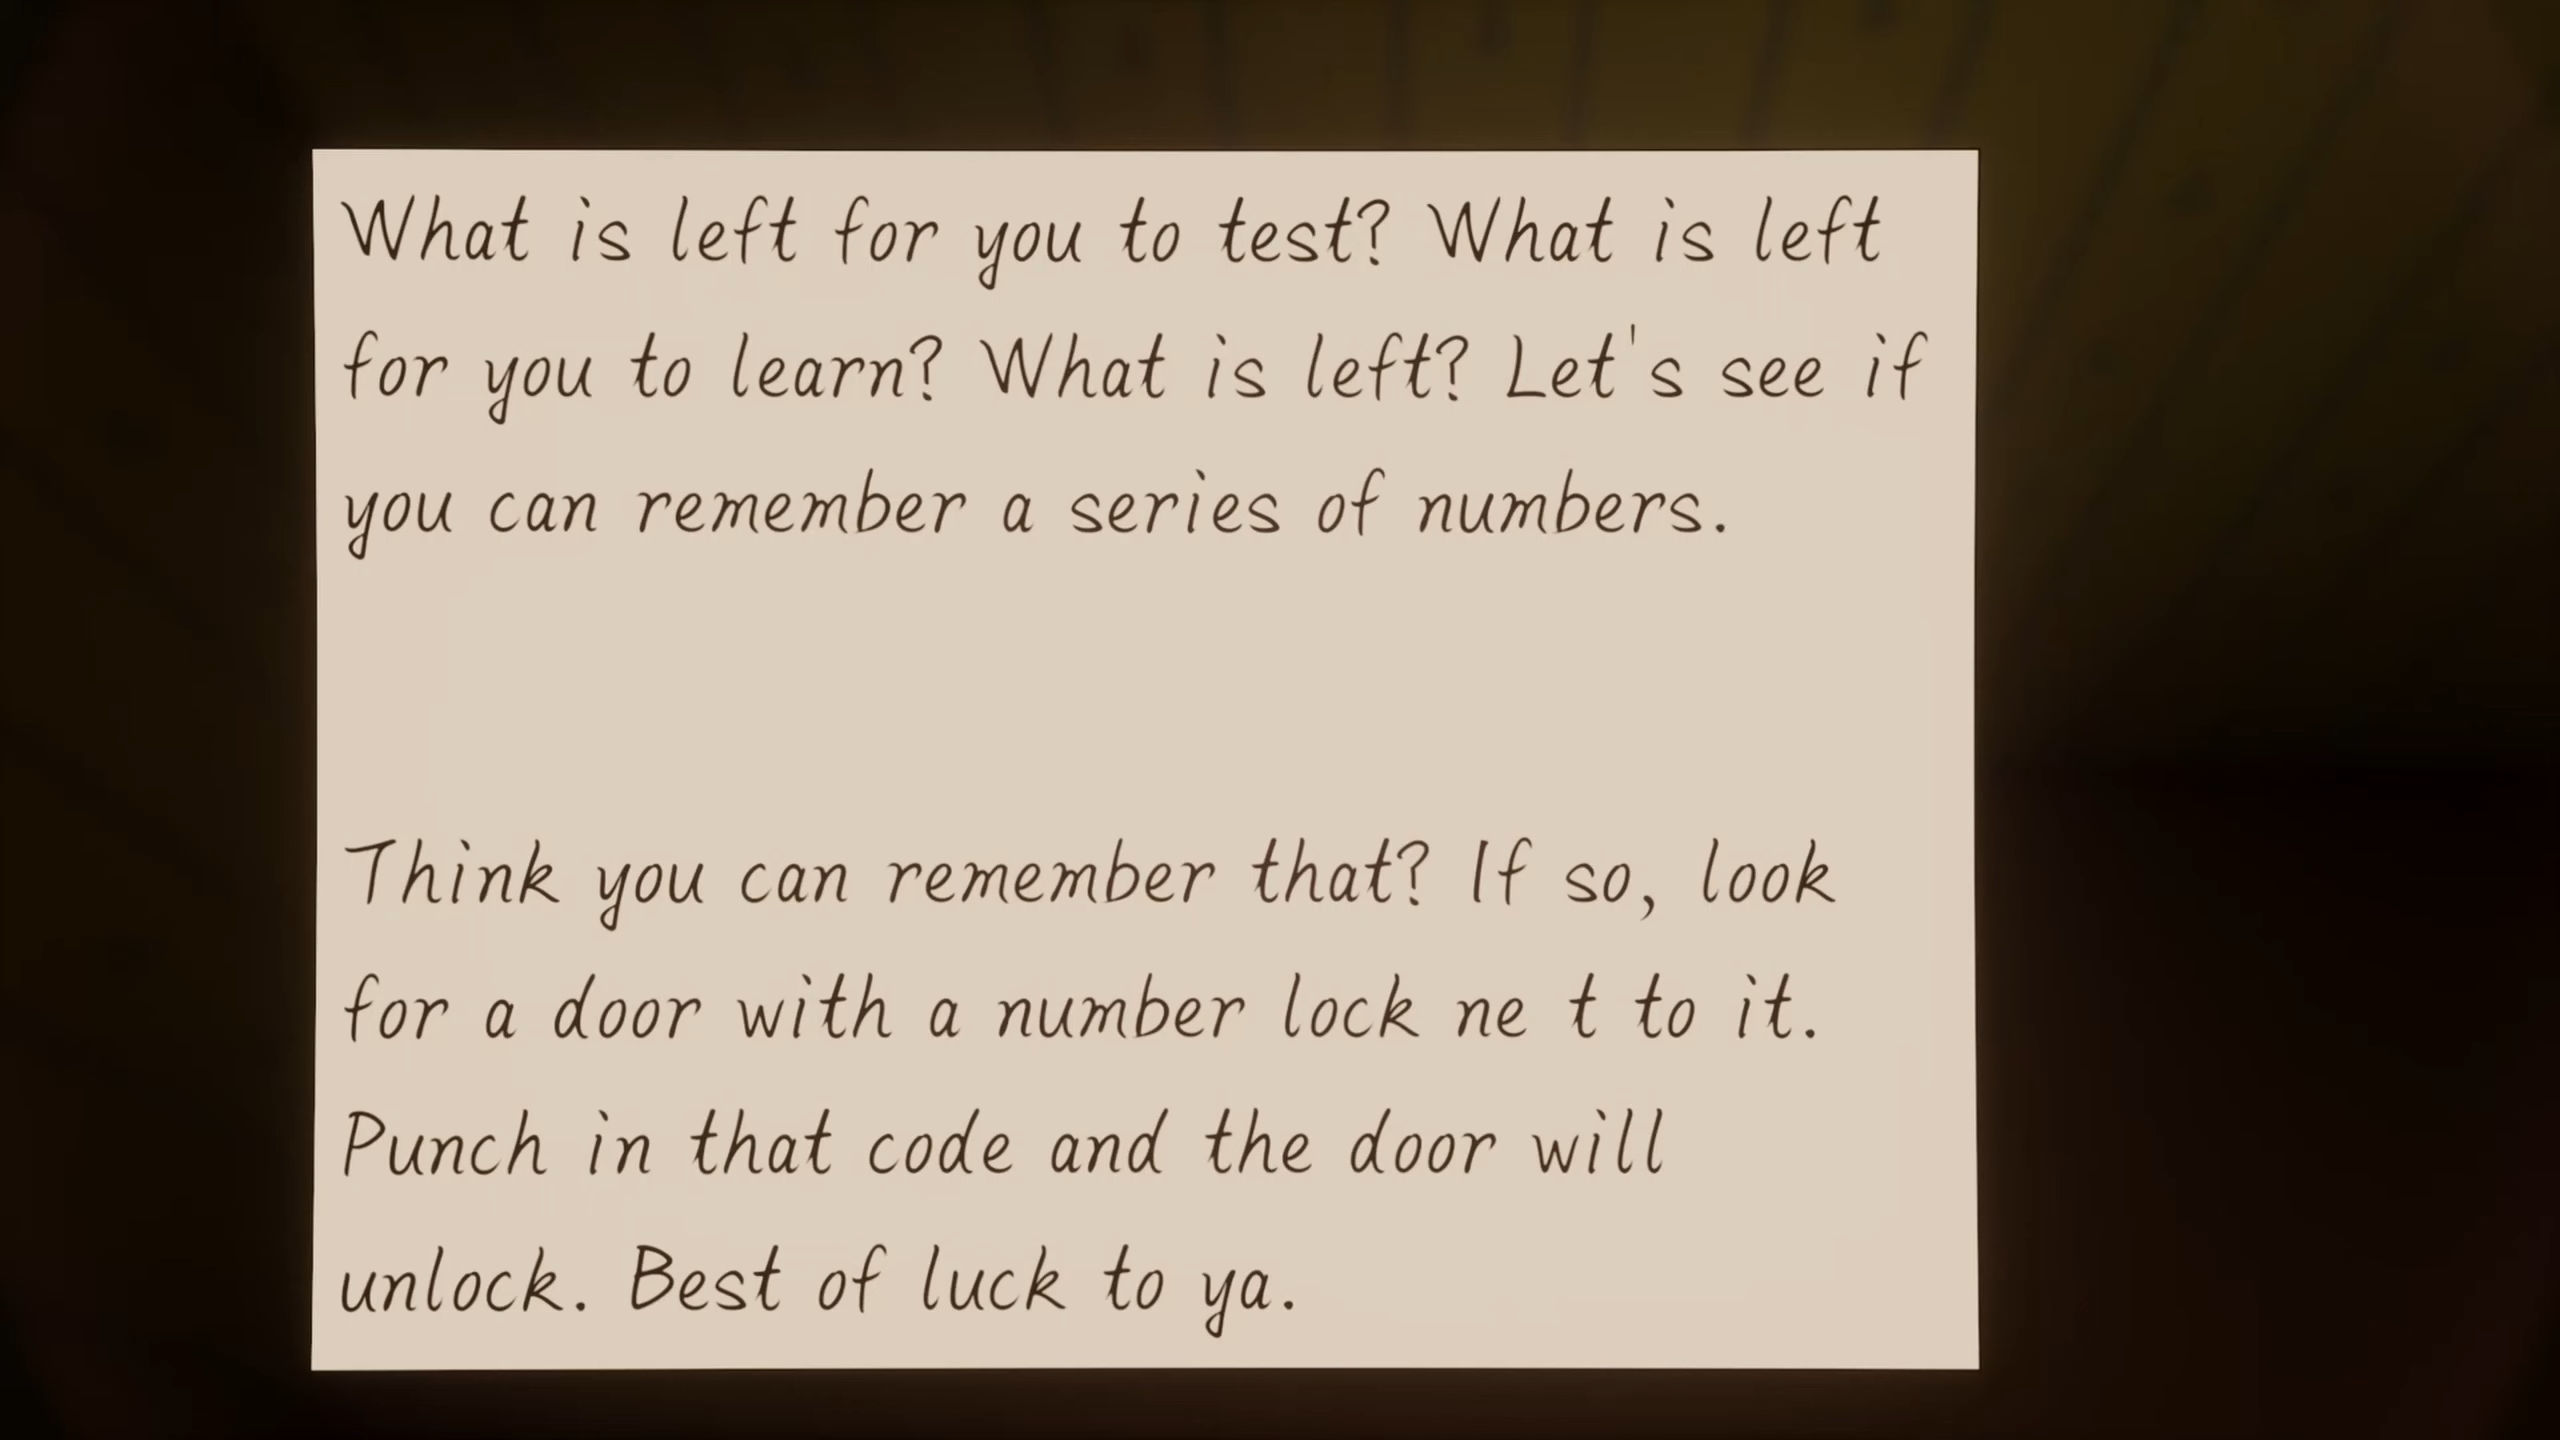 What is left for you to test? What is left
for you to learn? What is left? Let's see if
you can remember a series of numbers.
Think you can remember that? If so, look
for a door with a number lock ne t to it.
Punch in that code and the door will
unlock. Best of luck to ya.